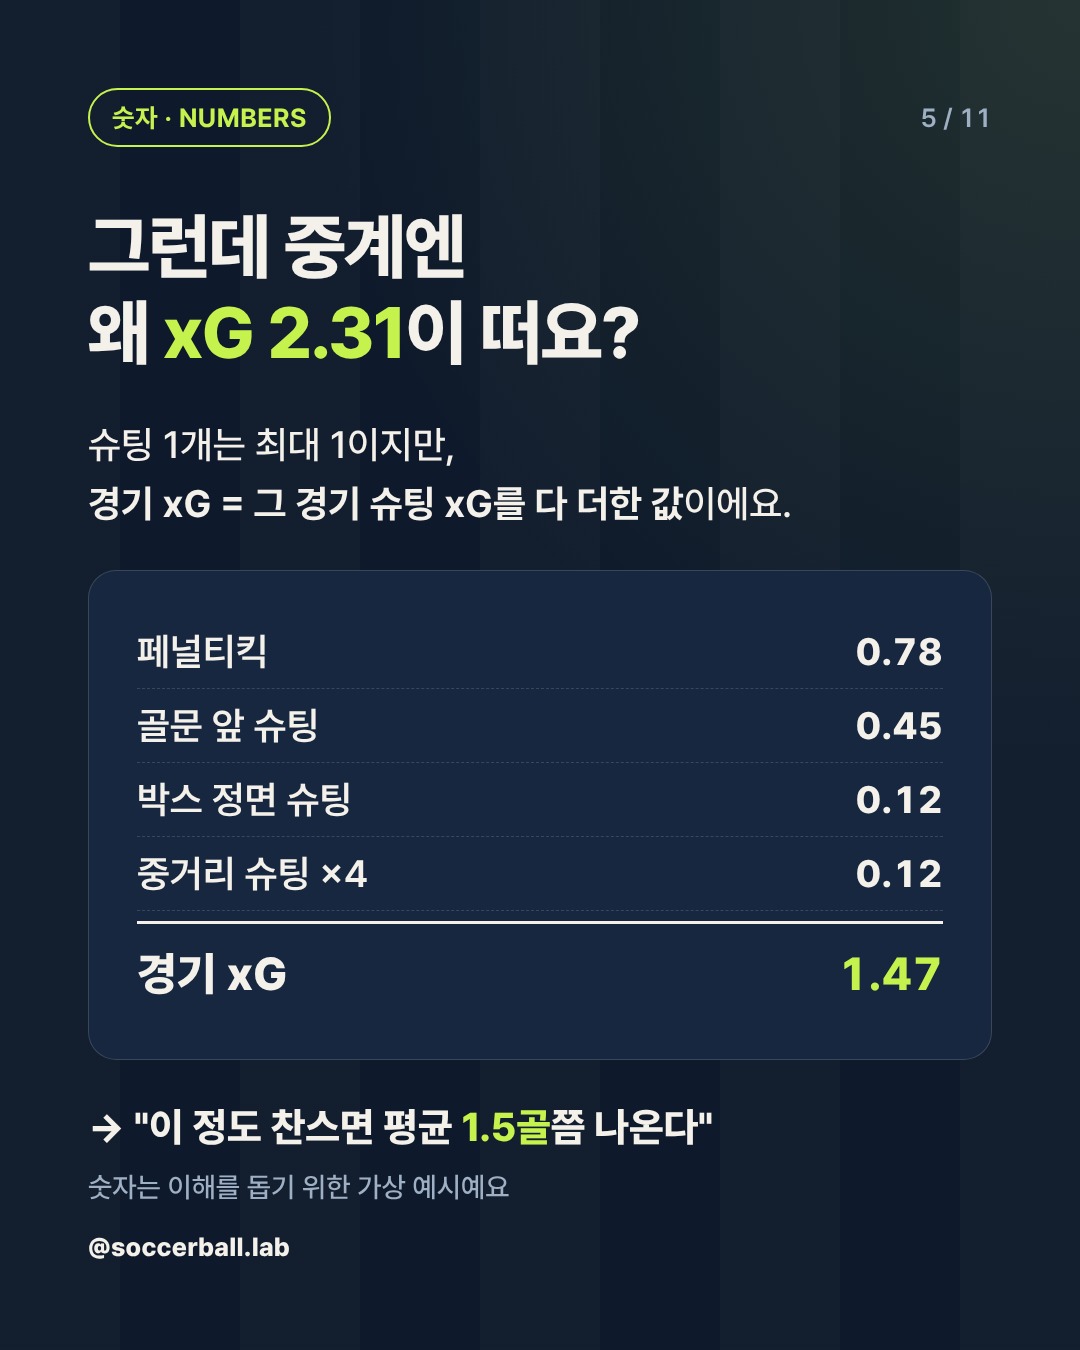 숫자 · NUMBERS
5 / 11
그런데 중계엔
왜 xG 2.31이 떠요?
슈팅 1개는 최대 1이지만,
경기 xG = 그 경기 슈팅 xG를 다 더한 값이에요.
페널티킥 0.78
골문 앞 슈팅 0.45
박스 정면 슈팅 0.12
중거리 슈팅 ×4 0.12
경기 xG 1.47
→ "이 정도 찬스면 평균 1.5골쯤 나온다"
숫자는 이해를 돕기 위한 가상 예시예요
@soccerball.lab